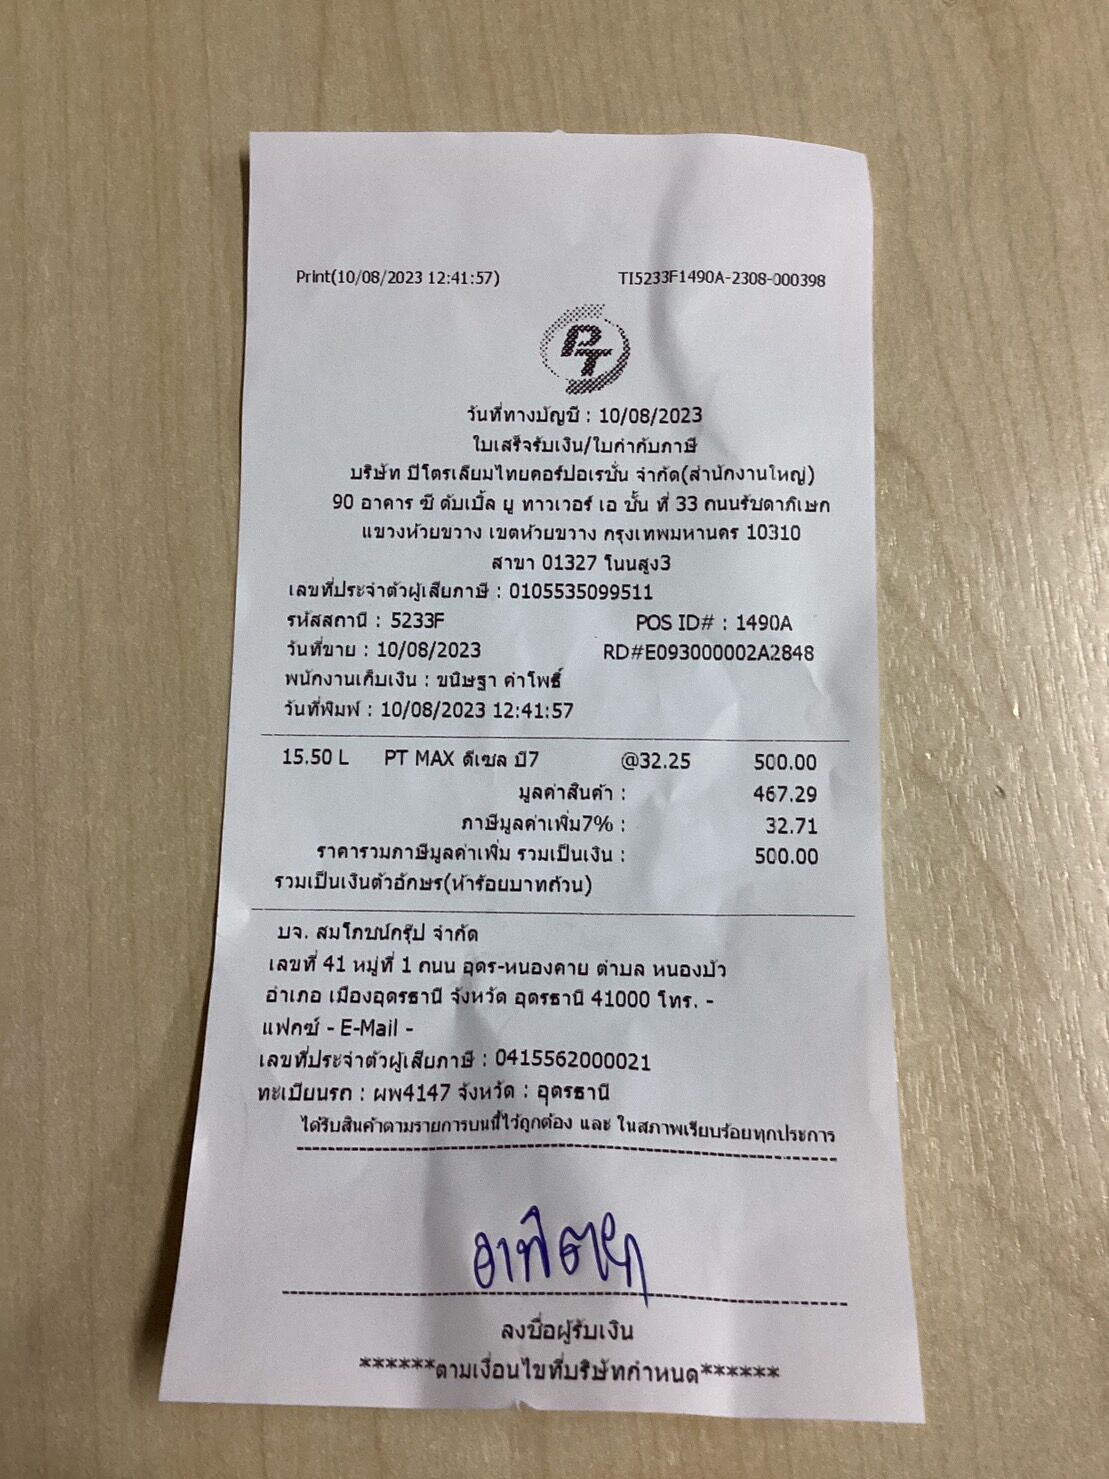 Print(10/08/2023 12:41:57) TI5233F1490A-2308-000398
PT
วันที่ทางบัญชี : 10/08/2023
ใบเสร็จรับเงิน/ใบกำกับภาษี
บริษัท ปิโตรเลียมไทยคอร์ปอเรชั่น จำกัด(สำนักงานใหญ่)
90 อาคาร ซี ดับเบิ้ล ยู ทาวเวอร์ เอ ชั้น ที่ 33 ถนนรัชดาภิเษก
แขวงห้วยขวาง เขตห้วยขวาง กรุงเทพมหานคร 10310
สาขา 01327 โนนสูง3
เลขที่ประจำตัวผู้เสียภาษี : 0105535099511
รหัสสถานี : 5233F POS ID# : 1490A
วันที่ขาย : 10/08/2023 RD#E093000002A2848
พนักงานเก็บเงิน : ขนิษฐา คำโพธิ์
วันที่พิมพ์ : 10/08/2023 12:41:57
15.50 L PT MAX ดีเซล บี7 @32.25 500.00
มูลค่าสินค้า : 467.29
ภาษีมูลค่าเพิ่ม7% : 32.71
ราคารวมภาษีมูลค่าเพิ่ม รวมเป็นเงิน : 500.00
รวมเป็นเงินตัวอักษร(ห้าร้อยบาทถ้วน)
บจ. สมโภชน์กรุ๊ป จำกัด
เลขที่ 41 หมู่ที่ 1 ถนน อุดร-หนองคาย ตำบล หนองบัว
อำเภอ เมืองอุดรธานี จังหวัด อุดรธานี 41000 โทร. -
แฟกซ์ - E-Mail -
เลขที่ประจำตัวผู้เสียภาษี : 0415562000021
ทะเบียนรถ : ผพ4147 จังหวัด : อุดรธานี
ได้รับสินค้าตามรายการบนนี้ไว้ถูกต้อง และ ในสภาพเรียบร้อยทุกประการ
ลงชื่อผู้รับเงิน
******ตามเงื่อนไขที่บริษัทกำหนด******